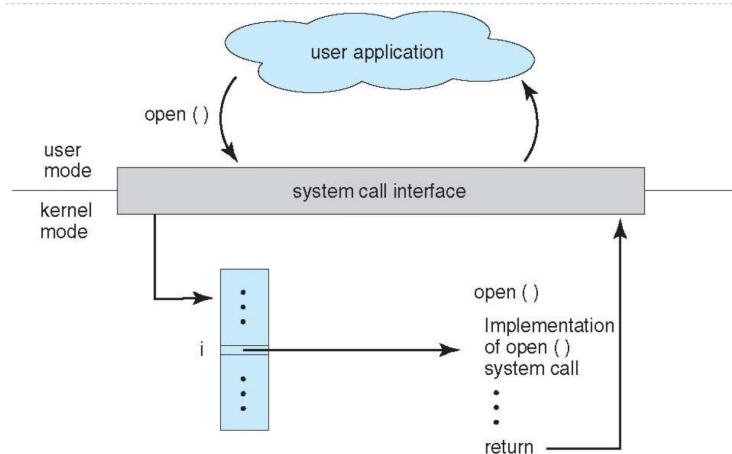 user application
open ( )
user
mode
system call interface
kernel
mode
open ( )
Implementation
i
of open ( )
system call
return